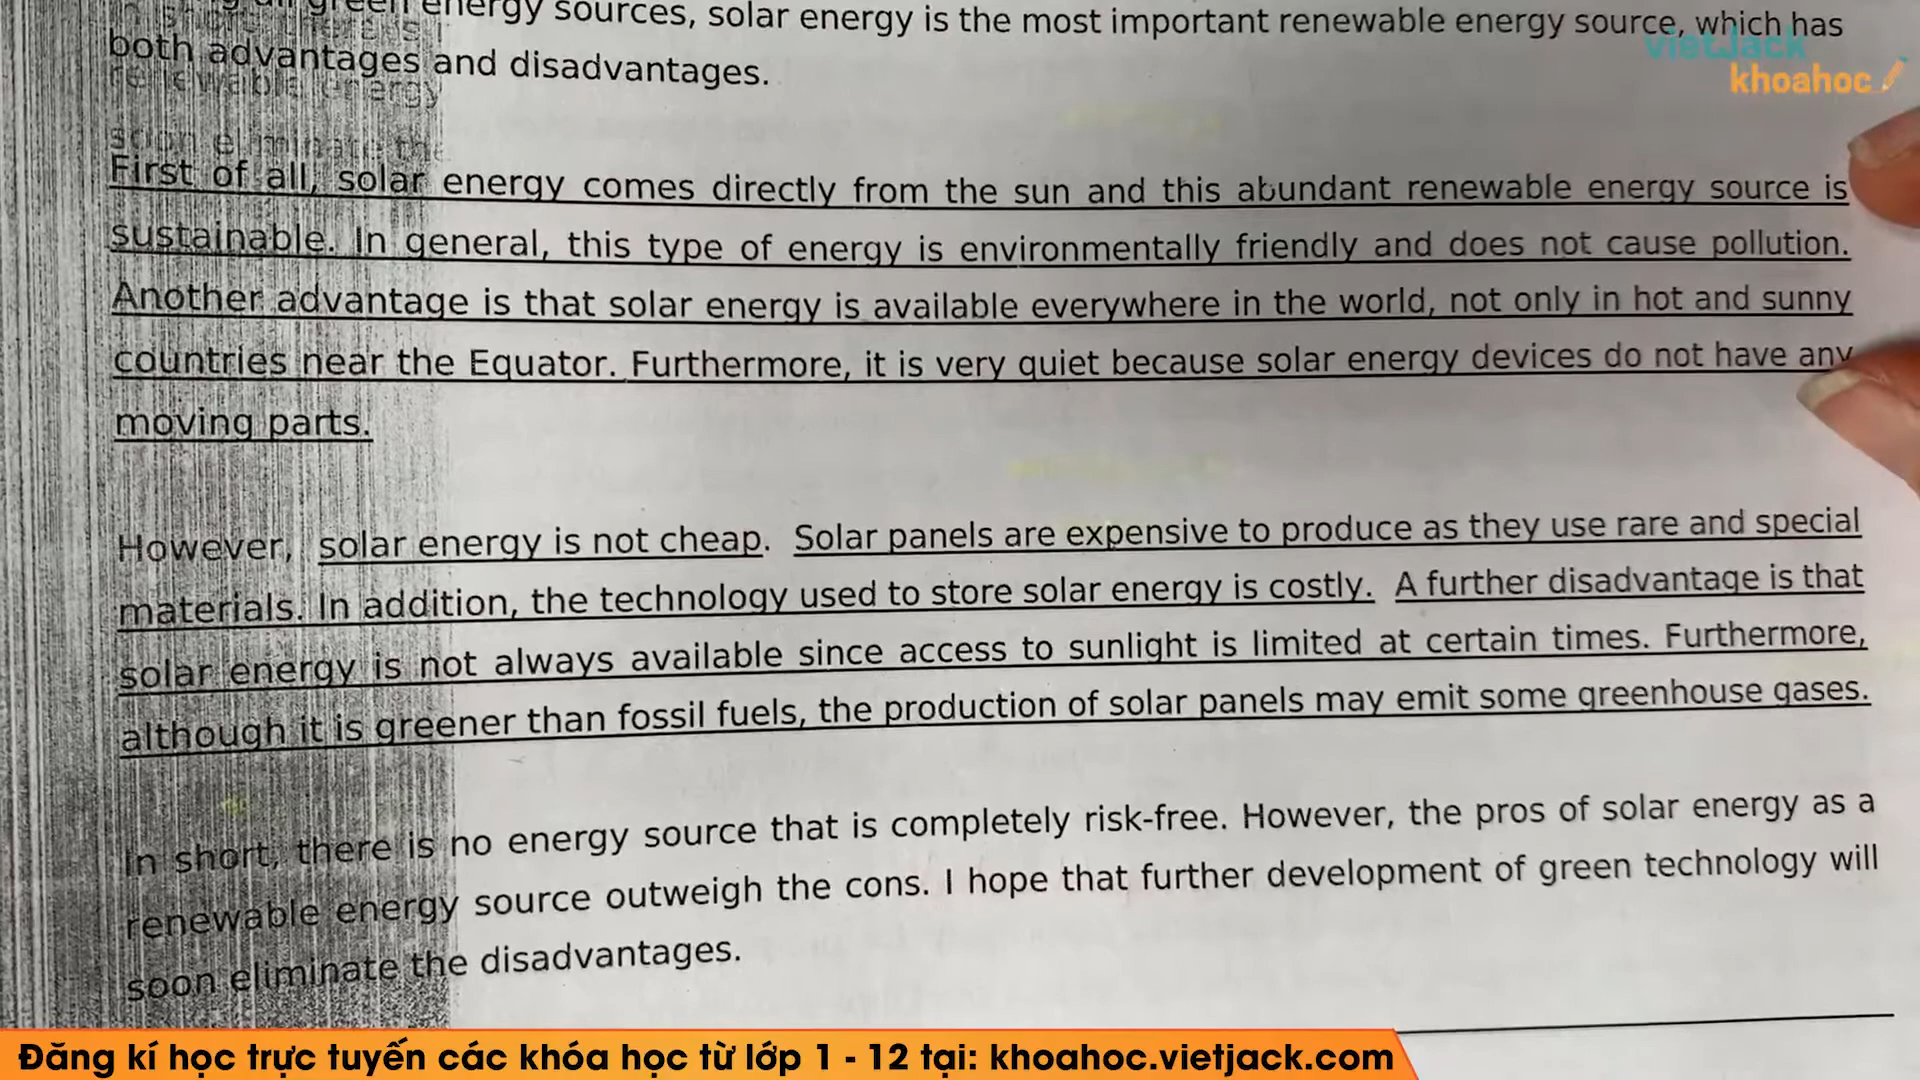 green energy sources, solar energy is the most important renewable energy source, which has
both advantages and disadvantages.
vietJack
khoahoc
renewable energy
soon eliminate the
First of all, solar energy comes directly from the sun and this abundant renewable energy source is
sustainable. In general, this type of energy is environmentally friendly and does not cause pollution.
Another advantage is that solar energy is available everywhere in the world, not only in hot and sunny
countries near the Equator. Furthermore, it is very quiet because solar energy devices do not have any
moving parts.
However, solar energy is not cheap. Solar panels are expensive to produce as they use rare and special
materials. In addition, the technology used to store solar energy is costly. A further disadvantage is that
solar energy is not always available since access to sunlight is limited at certain times. Furthermore,
although it is greener than fossil fuels, the production of solar panels may emit some greenhouse gases.
In short, there is no energy source that is completely risk-free. However, the pros of solar energy as a
renewable energy source outweigh the cons. I hope that further development of green technology will
soon eliminate the disadvantages.
Đăng kí học trực tuyến các khóa học từ lớp 1 - 12 tại: khoahoc.vietjack.com